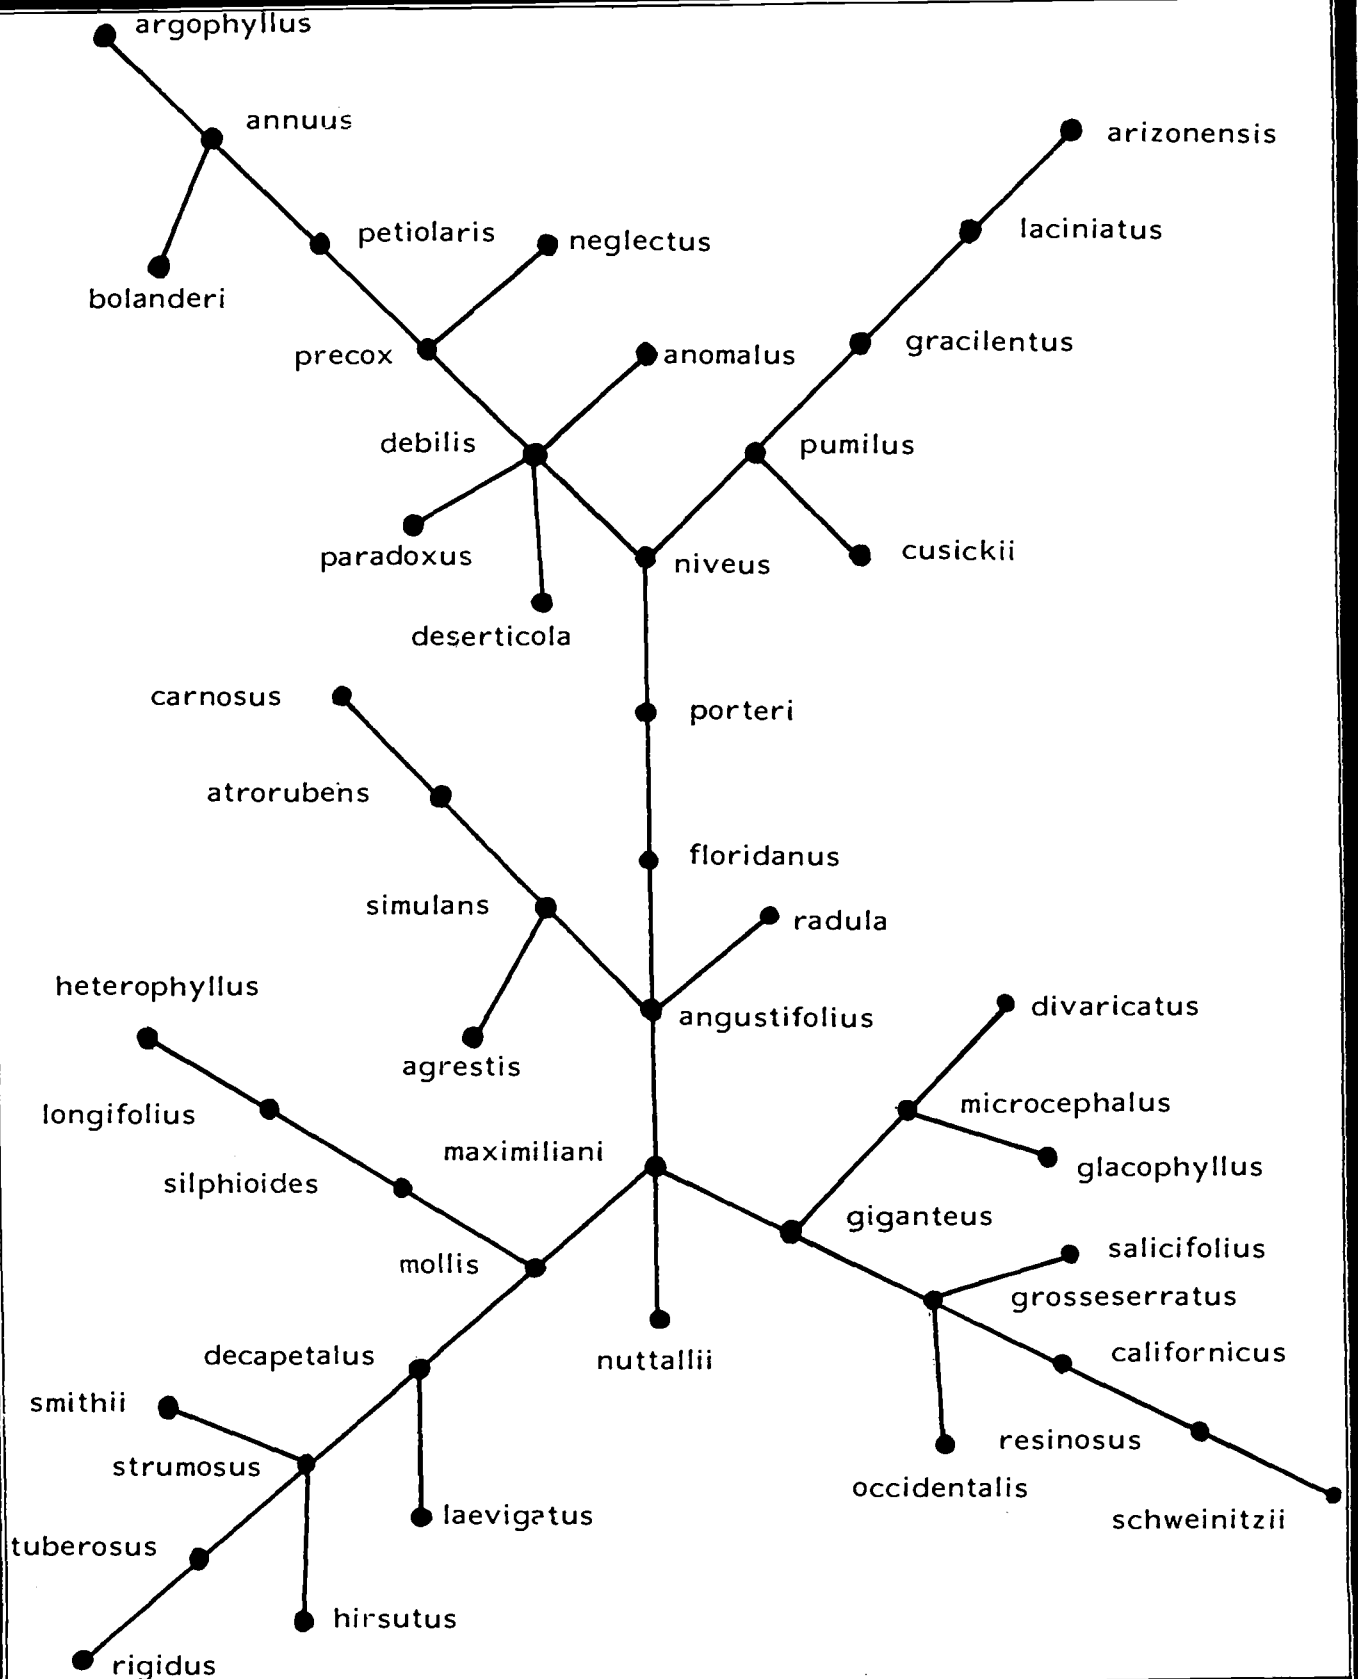 argophyllus
annuus
arizonensis
petiolaris
neglectus
laciniatus
bolanderi
precox
anomalus
gracilentus
debilis
pumilus
paradoxus
niveus
cusickii
deserticola
carnosus
porteri
atrorubens
floridanus
simulans
radula
heterophyllus
angustifolius
divaricatus
agrestis
longifolius
microcephalus
maximiliani
glacophyllus
silphioides
giganteus
mollis
salicifolius
grosseserratus
decapetalus
nuttallii
californicus
smithii
strumosus
resinosus
occidentalis
laevigatus
schweinitzii
tuberosus
hirsutus
rigidus